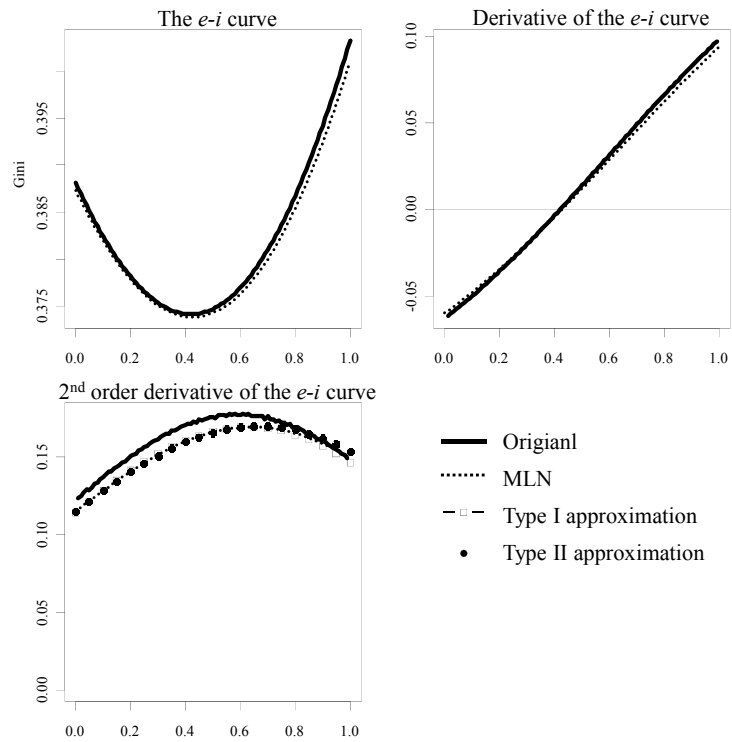 The e-i curve
Derivative of the e-i curve
Gini
0.395
0.385
0.375
0.0 0.2 0.4 0.6 0.8 1.0
0.10
0.05
0.00
-0.05
0.0 0.2 0.4 0.6 0.8 1.0
2nd order derivative of the e-i curve
0.15
0.10
0.05
0.00
0.0 0.2 0.4 0.6 0.8 1.0
Origianl
MLN
Type I approximation
Type II approximation